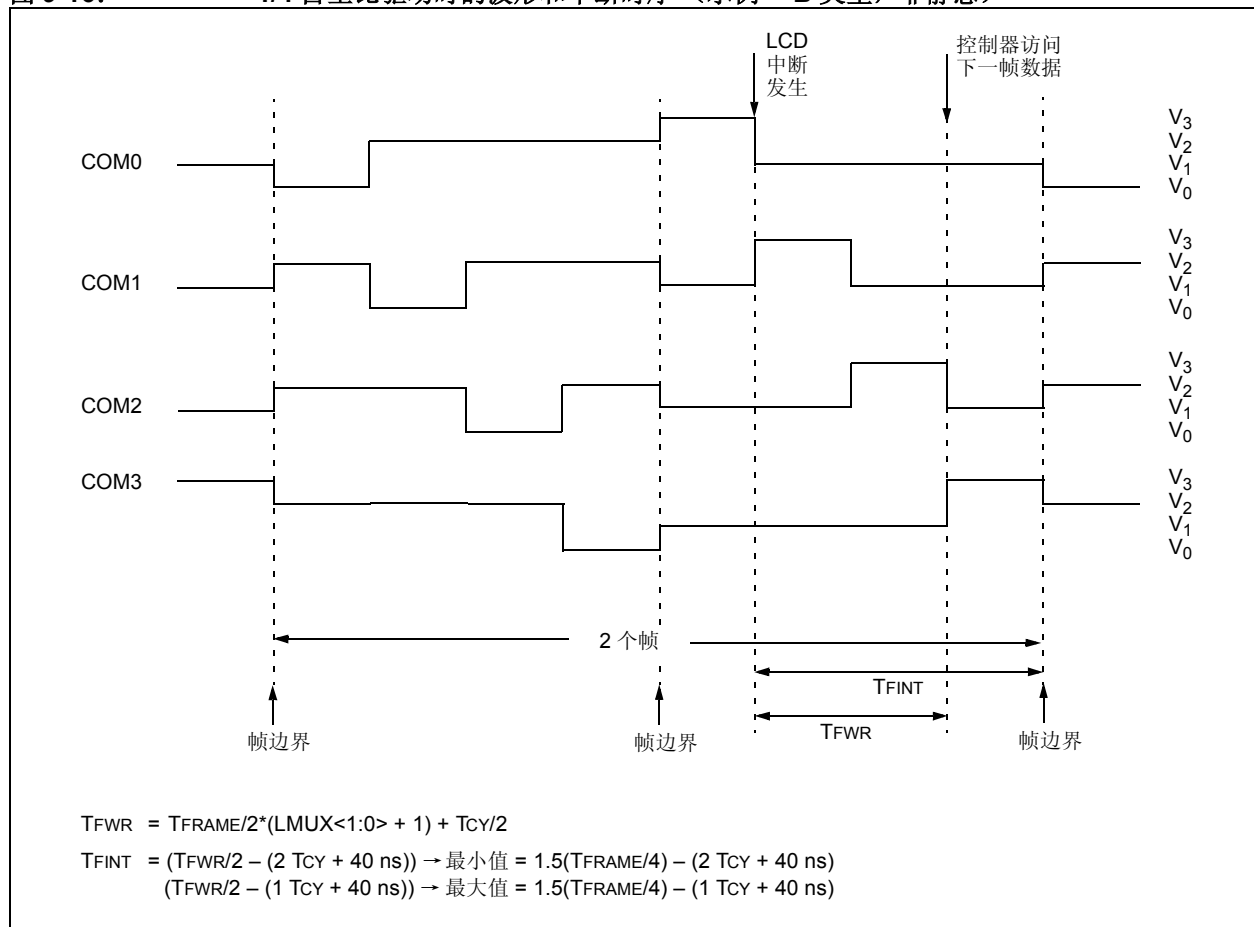 LCD
中断
发生
控制器访问
下一帧数据
COM0
V3
V2
V1
V0
COM1
V3
V2
V1
V0
COM2
V3
V2
V1
V0
COM3
V3
V2
V1
V0
2 个帧
TFINT
TFWR
帧边界
帧边界
帧边界
TFWR = TFRAME/2*(LMUX<1:0> + 1) + TCY/2
TFINT = (TFWR/2 – (2 TCY + 40 ns)) → 最小值 = 1.5(TFRAME/4) – (2 TCY + 40 ns)
(TFWR/2 – (1 TCY + 40 ns)) → 最大值 = 1.5(TFRAME/4) – (1 TCY + 40 ns)